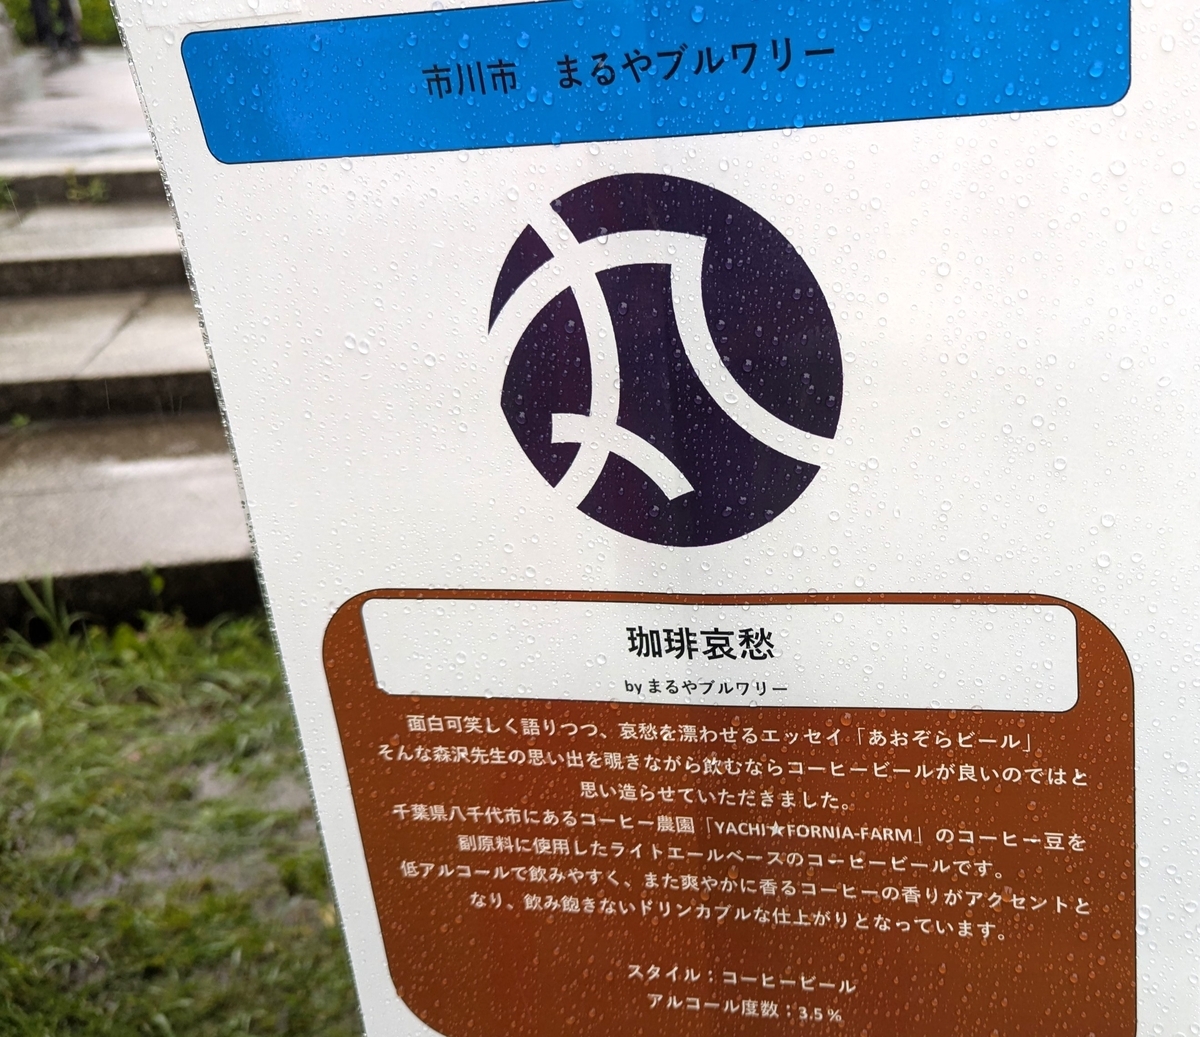 市川市　まるやブルワリー
珈琲哀愁
by まるやブルワリー
面白可笑しく語りつつ、哀愁を漂わせるエッセイ「あおぞらビール」
そんな森沢先生の思い出を覗きながら飲むならコーヒービールが良いのではと
思い造らせていただきました。
千葉県八千代市にあるコーヒー農園「YACHI★FORNIA-FARM」のコーヒー豆を
副原料に使用したライトエールベースのコーヒービールです。
低アルコールで飲みやすく、また爽やかに香るコーヒーの香りがアクセントと
なり、飲み飽きないドリンカブルな仕上がりとなっています。
スタイル：コーヒービール
アルコール度数：3.5％